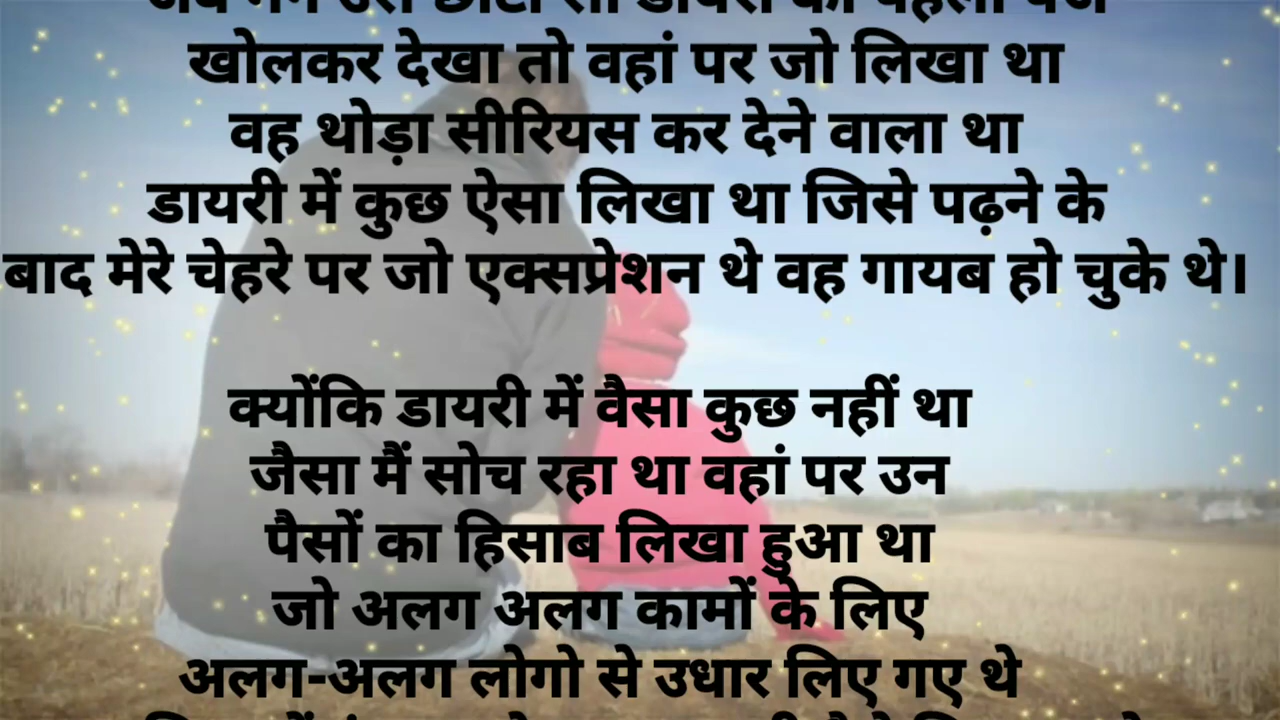 खोलकर देखा तो वहां पर जो लिखा था
वह थोड़ा सीरियस कर देने वाला था
डायरी में कुछ ऐसा लिखा था जिसे पढ़ने के
बाद मेरे चेहरे पर जो एक्सप्रेशन थे वह गायब हो चुके थे।
क्योंकि डायरी में वैसा कुछ नहीं था
जैसा मैं सोच रहा था वहां पर उन
पैसों का हिसाब लिखा हुआ था
जो अलग अलग कामों के लिए
अलग-अलग लोगो से उधार लिए गए थे